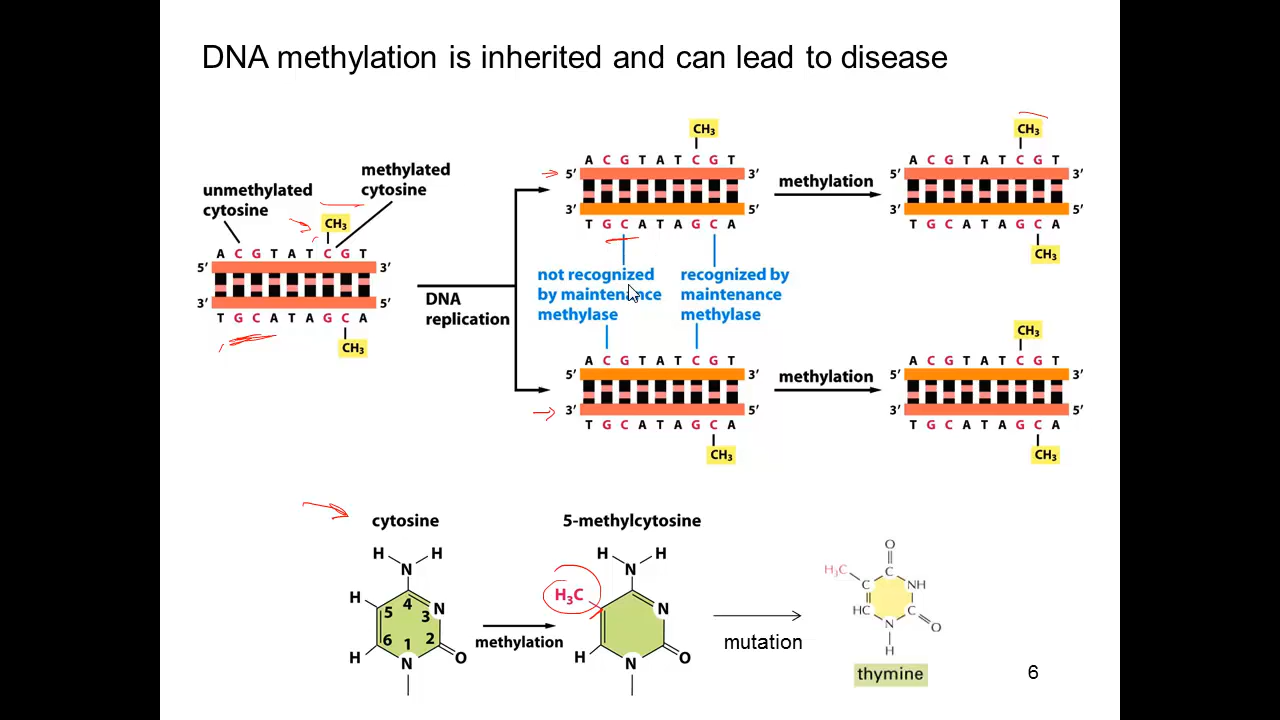 DNA methylation is inherited and can lead to disease
unmethylated
cytosine
methylated
cytosine
CH₃
A C G T A T C G T
5′ 3′
3′ 5′
T G C A T A G C A
CH₃
DNA
replication
CH₃
A C G T A T C G T
5′ 3′
3′ 5′
T G C A T A G C A
not recognized
by maintenance
methylase
recognized by
maintenance
methylase
A C G T A T C G T
5′ 3′
3′ 5′
T G C A T A G C A
CH₃
methylation
CH₃
A C G T A T C G T
5′ 3′
3′ 5′
T G C A T A G C A
CH₃
methylation
CH₃
A C G T A T C G T
5′ 3′
3′ 5′
T G C A T A G C A
CH₃
cytosine
H H
N
H 4 N
5 3
6 1 2
H N O
methylation
5-methylcytosine
H H
N
H₃C N
H N O
mutation
O
H₃C C NH
C
HC C
N O
H
thymine
6